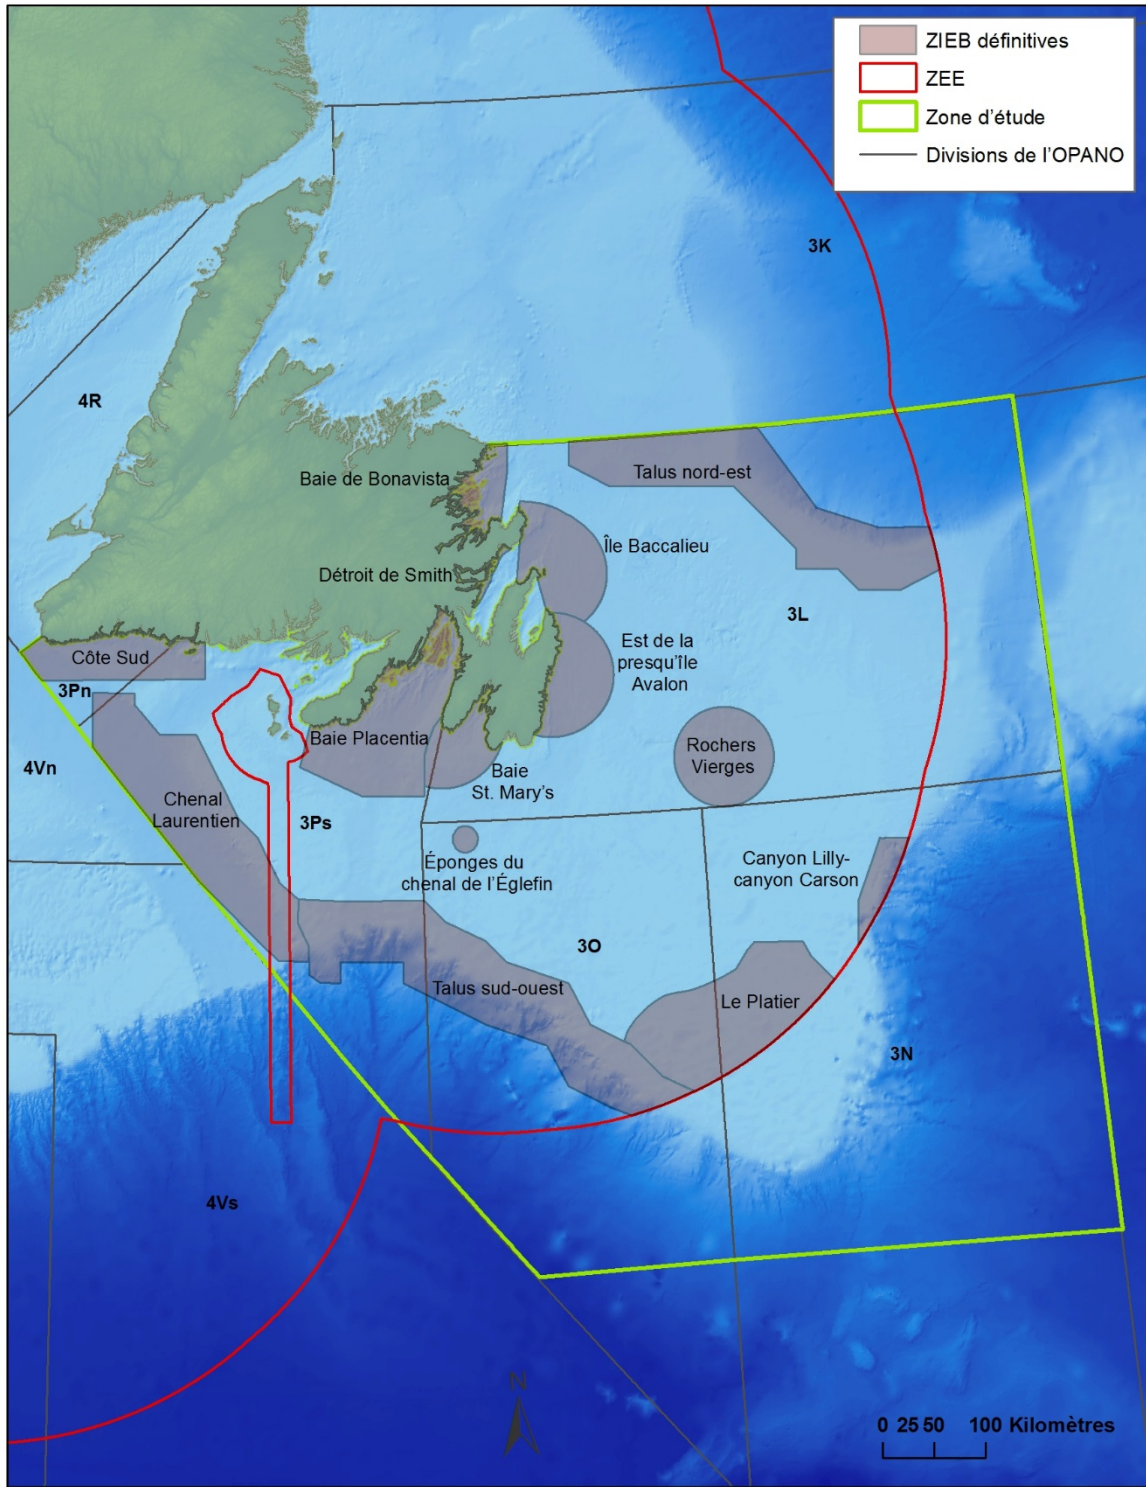 ZIEB définitives
ZEE
Zone d'étude
Divisions de l'OPANO
3K
4R
Baie de Bonavista
Talus nord-est
Île Baccalieu
Détroit de Smith
3L
Côte Sud
Est de la
presqu'île
Avalon
3Pn
Baie Placentia
Rochers
Vierges
4Vn
Baie
St. Mary's
Chenal
Laurentien
3Ps
Éponges du
chenal de l'Églefin
Canyon Lilly-
canyon Carson
3O
Talus sud-ouest
Le Platier
3N
4Vs
N
0 25 50 100 Kilomètres